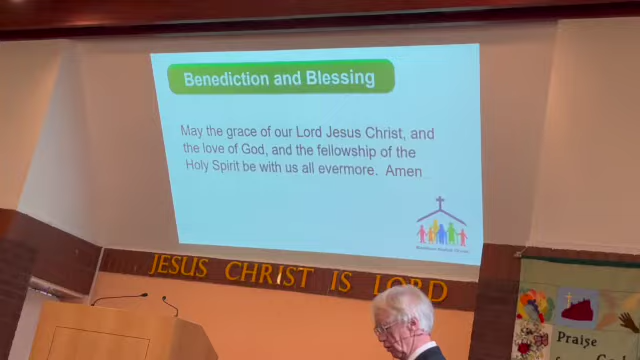 Benediction and Blessing
May the grace of our Lord Jesus Christ, and
the love of God, and the fellowship of the
Holy Spirit be with us all evermore. Amen
JESUS CHRIST IS LORD
Praise